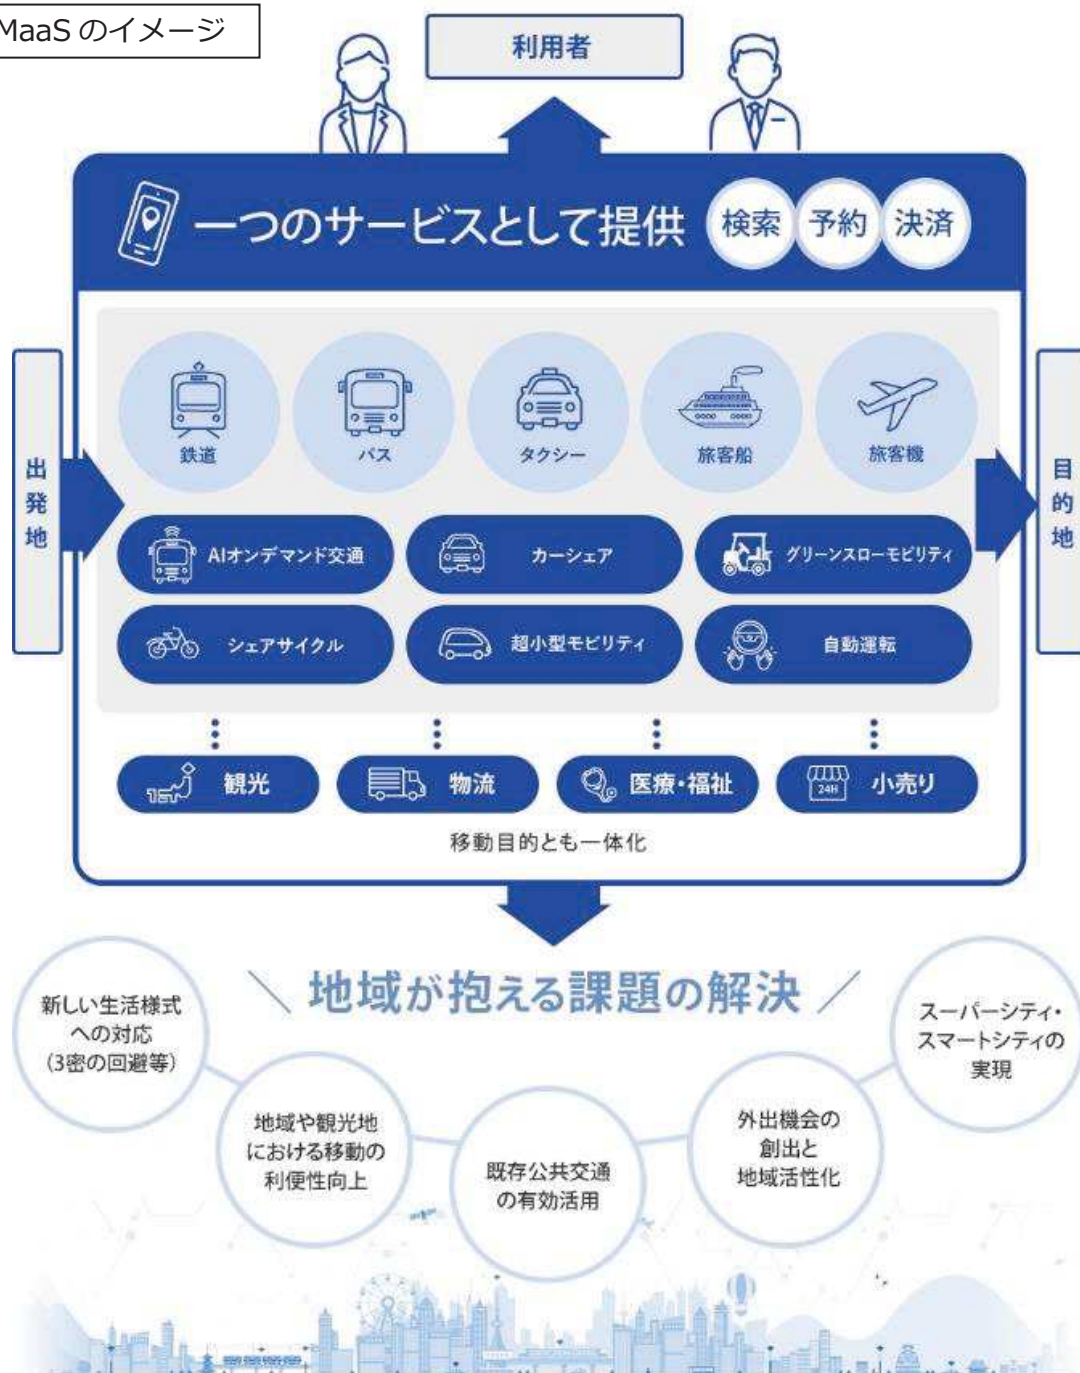 MaaS のイメージ
利用者
一つのサービスとして提供
検索
予約
決済
出発地
目的地
鉄道
バス
タクシー
旅客船
旅客機
AIオンデマンド交通
カーシェア
グリーンスローモビリティ
シェアサイクル
超小型モビリティ
自動運転
観光
物流
医療・福祉
24H
小売り
移動目的とも一体化
地域が抱える課題の解決
新しい生活様式
への対応
(3密の回避等)
地域や観光地
における移動の
利便性向上
既存公共交通
の有効活用
外出機会の
創出と
地域活性化
スーパーシティ・
スマートシティの
実現